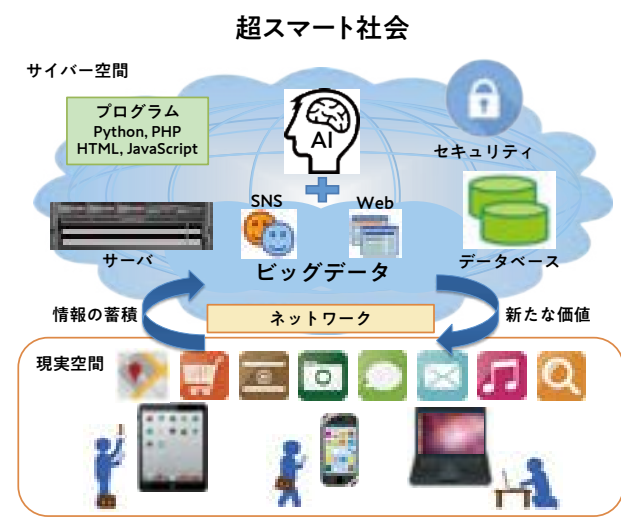 超スマート社会
サイバー空間
プログラム
Python, PHP
HTML, JavaScript
AI
セキュリティ
SNS
Web
サーバ
ビッグデータ
データベース
情報の蓄積
ネットワーク
新たな価値
現実空間